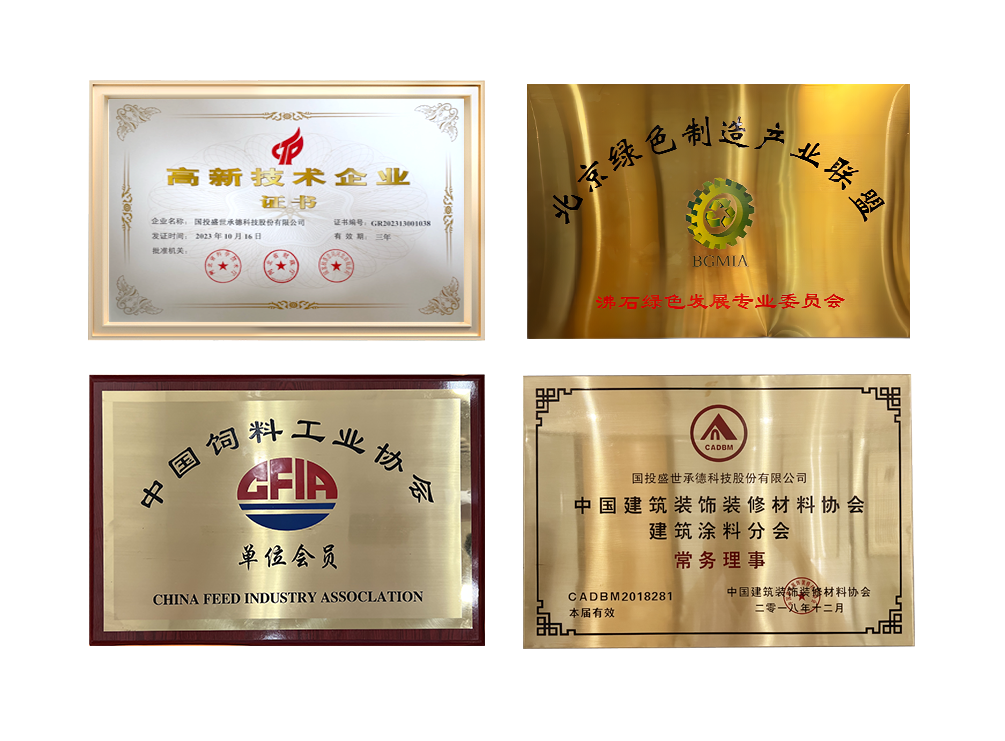 高新技术企业
证书
企业名称：国投盛世承德科技股份有限公司
证书编号：GR202313001038
发证时间：2023年10月16日
有效期：三年
批准机关：
北京绿色制造产业联盟
BGMIA
沸石绿色发展专业委员会
中国饲料工业协会
CFIA
单位会员
CHINA FEED INDUSTRY ASSOCLATION
CADBM
国投盛世承德科技股份有限公司
中国建筑装饰装修材料协会
建筑涂料分会
常务理事
CADBM2018281
本届有效
中国建筑装饰装修材料协会
二零一八年十二月